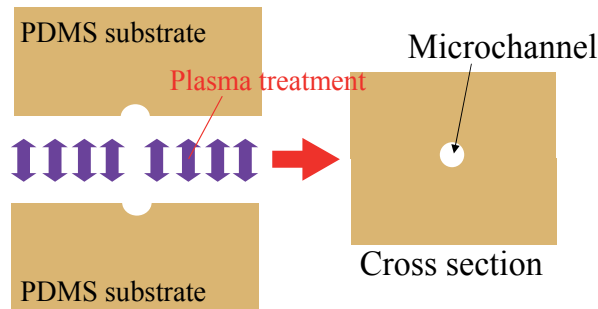 PDMS substrate
Plasma treatment
PDMS substrate
Microchannel
Cross section